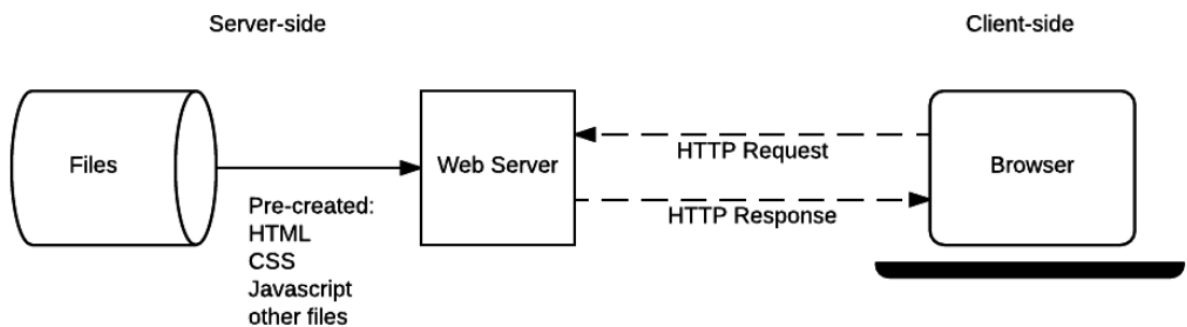 Server-side
Client-side
Files
Pre-created:
HTML
CSS
Javascript
other files
Web Server
HTTP Request
HTTP Response
Browser